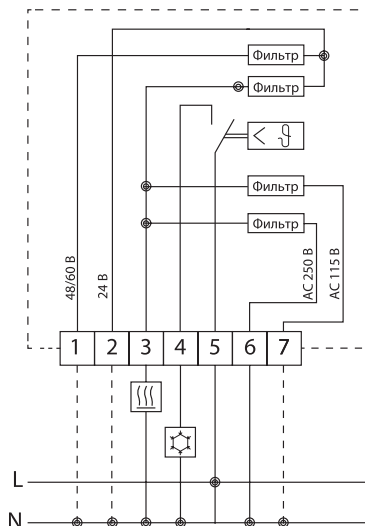 Фильтр
Фильтр
<
Фильтр
Фильтр
48/60 В
24 В
AC 250 В
AC 115 В
1 2 3 4 5 6 7
L
N